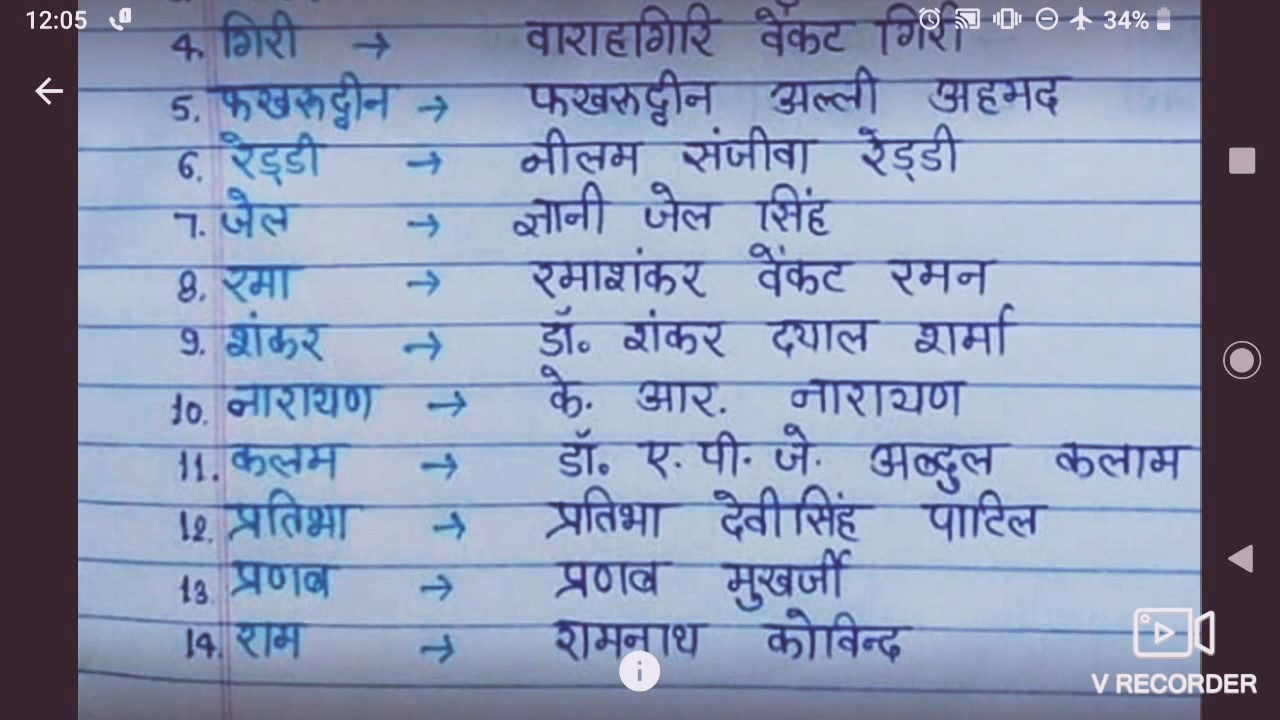 12:05 34%
4. गिरी → वाराहगिरि वेंकट गिरी
5. फखरुद्दीन → फखरुद्दीन अल्ली अहमद
6. रेड्डी → नीलम संजीवा रेड्डी
7. जेल → ज्ञानी जेल सिंह
8. रमा → रमाशंकर वेंकट रमन
9. शंकर → डॉ. शंकर दयाल शर्मा
10. नारायण → के. आर. नारायण
11. कलम → डॉ. ए. पी. जे. अब्दुल कलाम
12. प्रतिभा → प्रतिभा देवीसिंह पाटिल
13. प्रणब → प्रणब मुखर्जी
14. राम → रामनाथ कोविन्द
V RECORDER